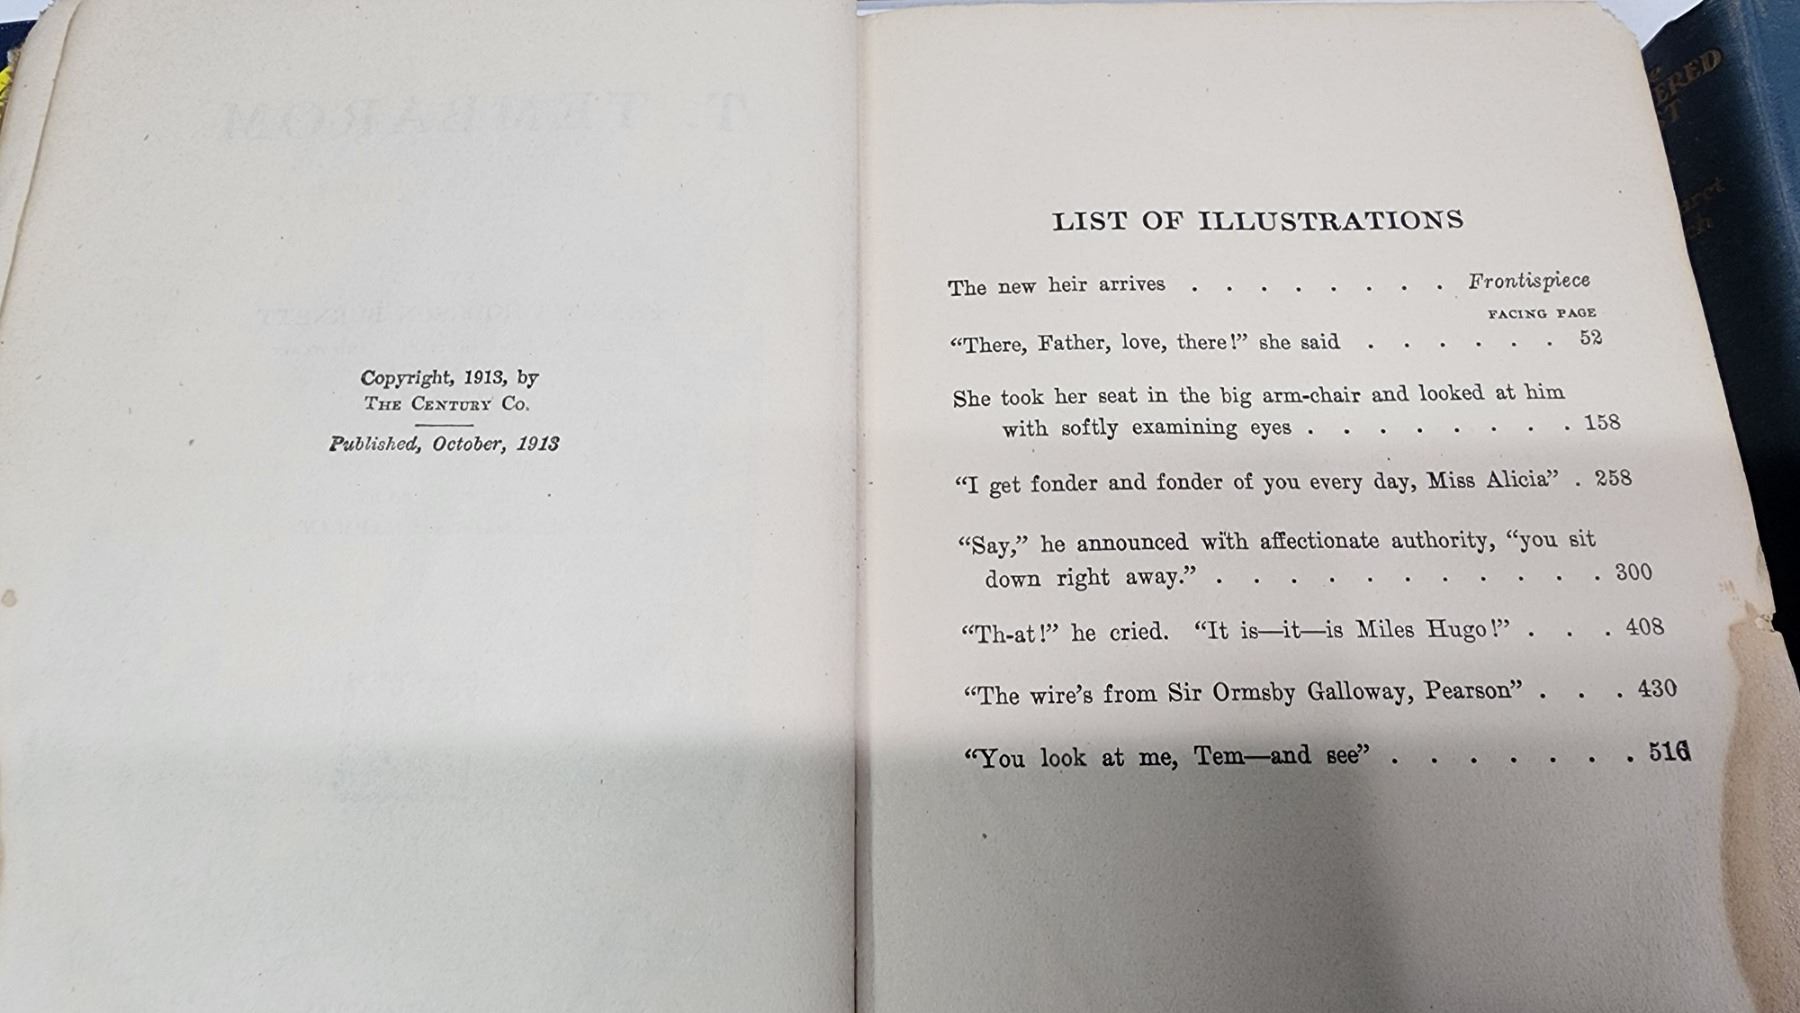 Copyright, 1913, by
THE CENTURY CO.
Published, October, 1913
LIST OF ILLUSTRATIONS
The new heir arrives . . . . . . . Frontispiece
FACING PAGE
“There, Father, love, there!” she said . . . . . . 52
She took her seat in the big arm-chair and looked at him
with softly examining eyes . . . . . . . . 158
“I get fonder and fonder of you every day, Miss Alicia” . 258
“Say,” he announced with affectionate authority, “you sit
down right away.” . . . . . . . . . . . 300
“Th-at!” he cried. “It is—it—is Miles Hugo!” . . . 408
“The wire’s from Sir Ormsby Galloway, Pearson” . . . 430
“You look at me, Tem—and see” . . . . . . . 516
T. TEMBAROM